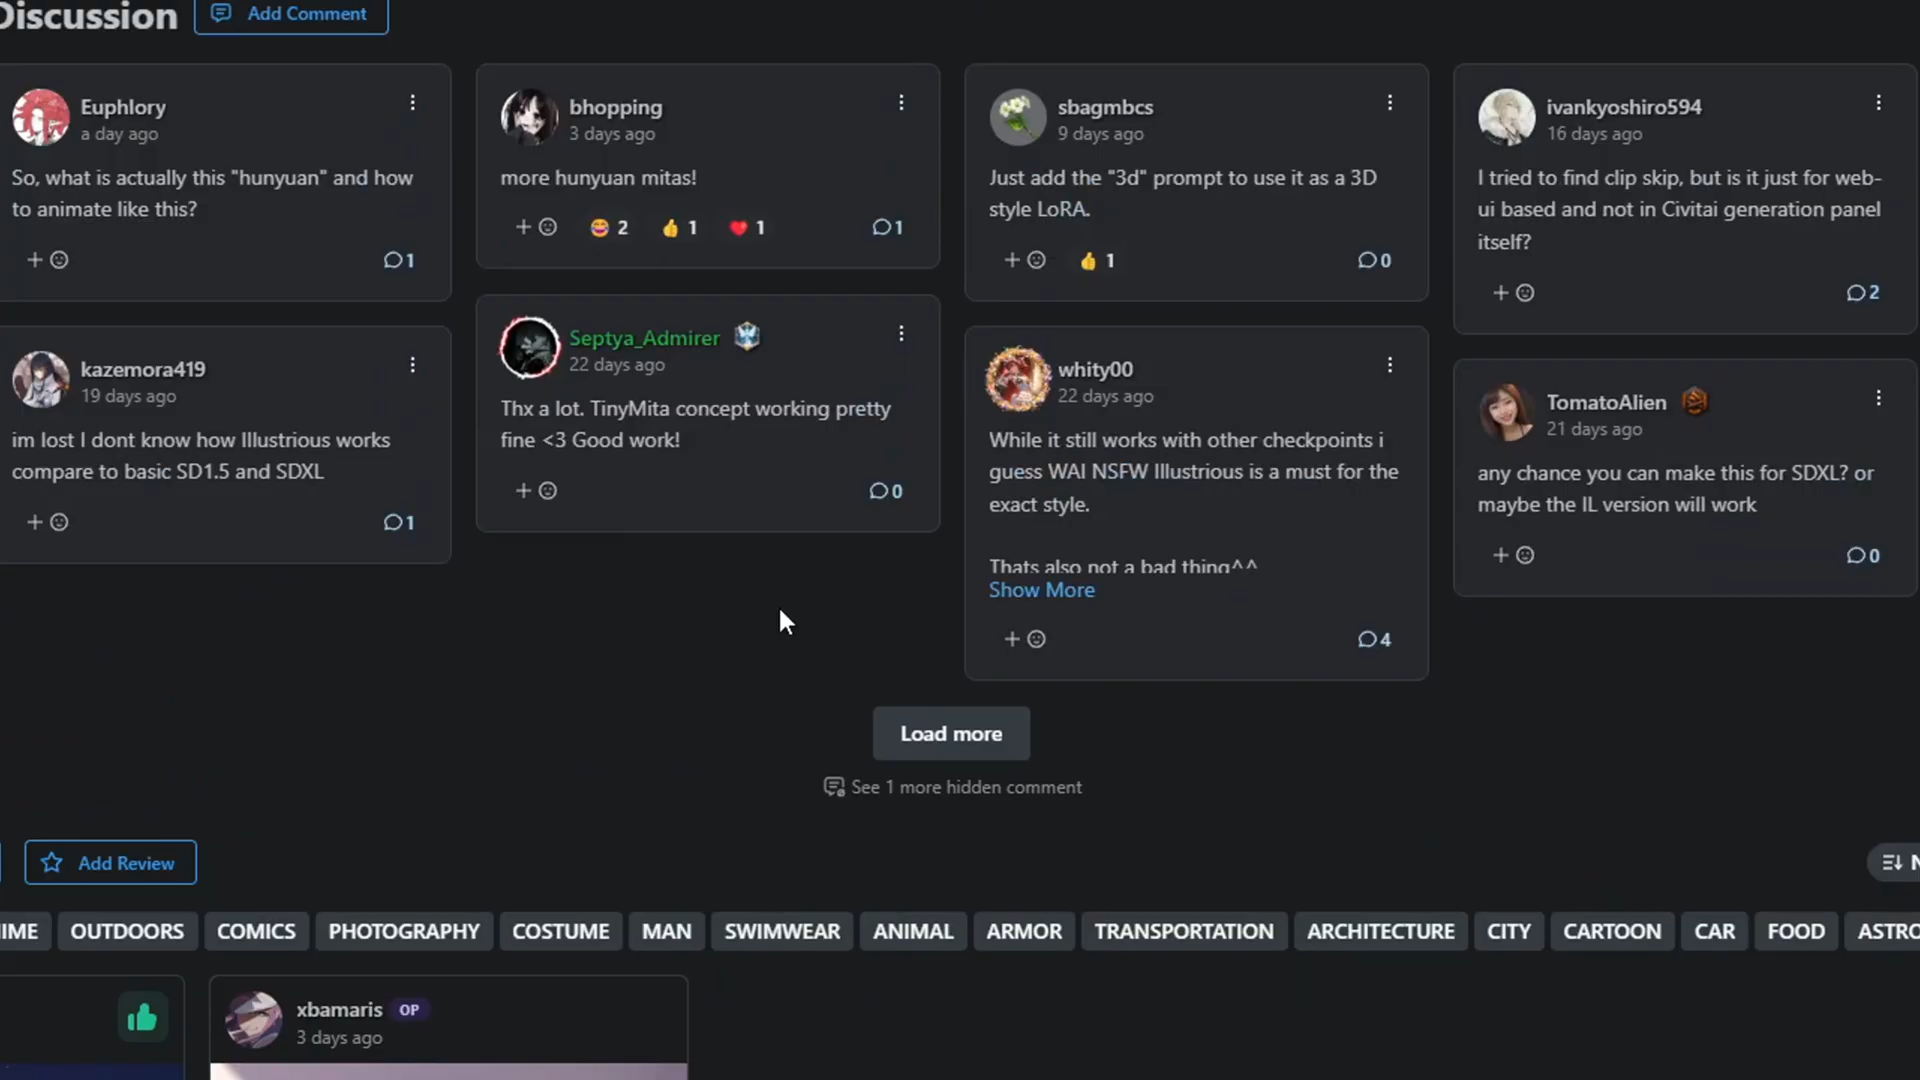 Discussion
Add Comment
Euphlory
a day ago
So, what is actually this "hunyuan" and how
to animate like this?
1
bhopping
3 days ago
more hunyuan mitas!
2
1
1
1
sbagmbcs
9 days ago
Just add the "3d" prompt to use it as a 3D
style LoRA.
1
0
ivankyoshiro594
16 days ago
I tried to find clip skip, but is it just for web-
ui based and not in Civitai generation panel
itself?
2
kazemora419
19 days ago
im lost I dont know how Illustrious works
compare to basic SD1.5 and SDXL
1
Septya_Admirer
22 days ago
Thx a lot. TinyMita concept working pretty
fine <3 Good work!
0
whity00
22 days ago
While it still works with other checkpoints i
guess WAI NSFW Illustrious is a must for the
exact style.
Thats also not a bad thing^^
Show More
4
TomatoAlien
21 days ago
any chance you can make this for SDXL? or
maybe the IL version will work
0
Load more
See 1 more hidden comment
Add Review
IME OUTDOORS COMICS PHOTOGRAPHY COSTUME MAN SWIMWEAR ANIMAL ARMOR TRANSPORTATION ARCHITECTURE CITY CARTOON CAR FOOD ASTRO
xbamaris OP
3 days ago